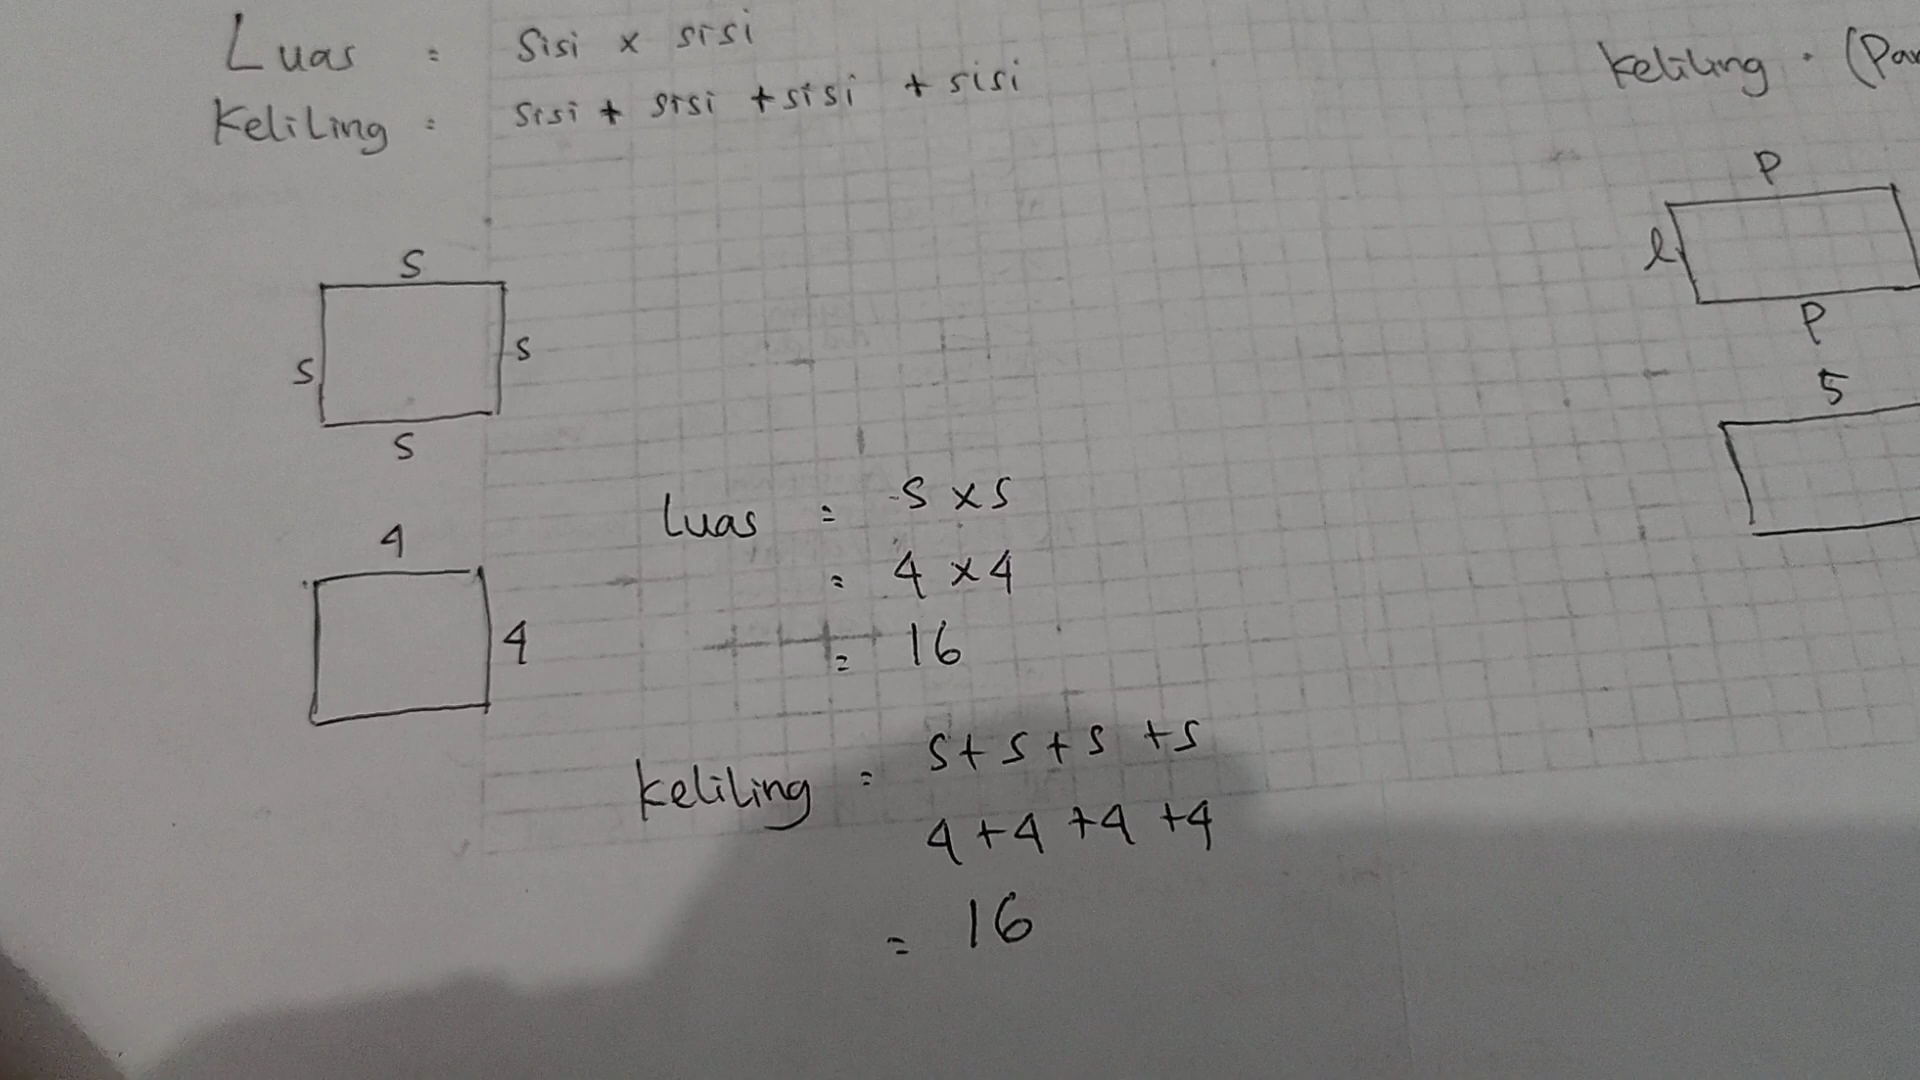 Luas = Sisi x sisi
Keliling = sisi + sisi + sisi + sisi
s
s
s
s
4
4
Luas = s x s
= 4 x 4
= 16
Keliling = s + s + s + s
4 + 4 + 4 + 4
= 16
Keliling = (Pan
P
l
P
5